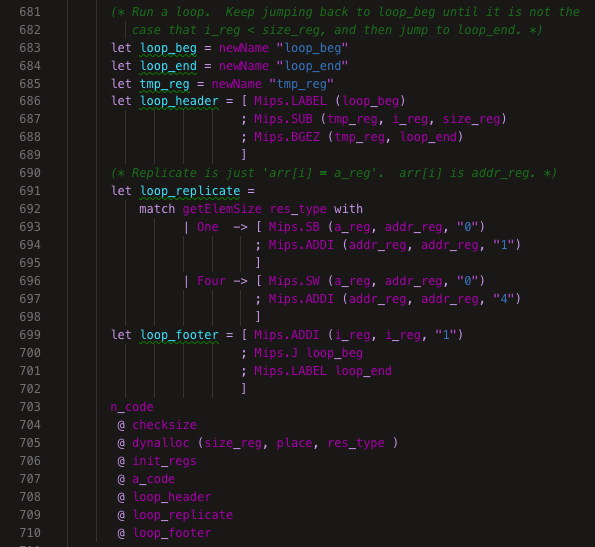 681 (* Run a loop.  Keep jumping back to loop_beg until it is not the
682 case that i_reg < size_reg, and then jump to loop_end. *)
683 let loop_beg = newName "loop_beg"
684 let loop_end = newName "loop_end"
685 let tmp_reg = newName "tmp_reg"
686 let loop_header = [ Mips.LABEL (loop_beg)
687 ; Mips.SUB (tmp_reg, i_reg, size_reg)
688 ; Mips.BGEZ (tmp_reg, loop_end)
689 ]
690 (* Replicate is just 'arr[i] = a_reg'.  arr[i] is addr_reg. *)
691 let loop_replicate =
692 match getElemSize res_type with
693 | One  -> [ Mips.SB (a_reg, addr_reg, "0")
694 ; Mips.ADDI (addr_reg, addr_reg, "1")
695 ]
696 | Four -> [ Mips.SW (a_reg, addr_reg, "0")
697 ; Mips.ADDI (addr_reg, addr_reg, "4")
698 ]
699 let loop_footer = [ Mips.ADDI (i_reg, i_reg, "1")
700 ; Mips.J loop_beg
701 ; Mips.LABEL loop_end
702 ]
703 n_code
704 @ checksize
705 @ dynalloc (size_reg, place, res_type )
706 @ init_regs
707 @ a_code
708 @ loop_header
709 @ loop_replicate
710 @ loop_footer